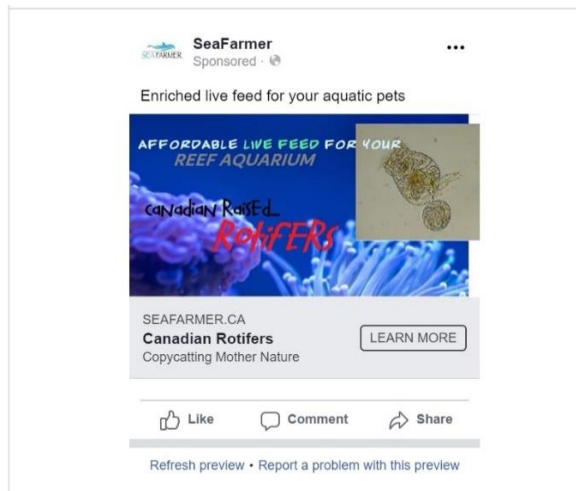 SeaFarmer
SEAFARMER
Sponsored ·
Enriched live feed for your aquatic pets
AFFORDABLE LIVE FEED FOR YOUR
REEF AQUARIUM
CANADIAN RAISED...
ROTIFERS
SEAFARMER.CA
Canadian Rotifers
Copycatting Mother Nature
LEARN MORE
Like
Comment
Share
Refresh preview • Report a problem with this preview